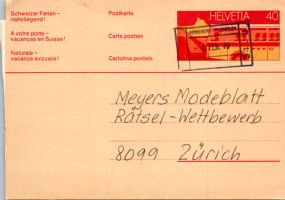 Schweizer Ferien –
naheliegend!
Postkarte
HELVETIA 40
A votre porte –
vacances en Suisse!
Carte postale
Naturale –
vacanze svizzere!
Cartolina postale
Meyers Modeblatt
Rätsel-Wettbewerb
8099 Zürich